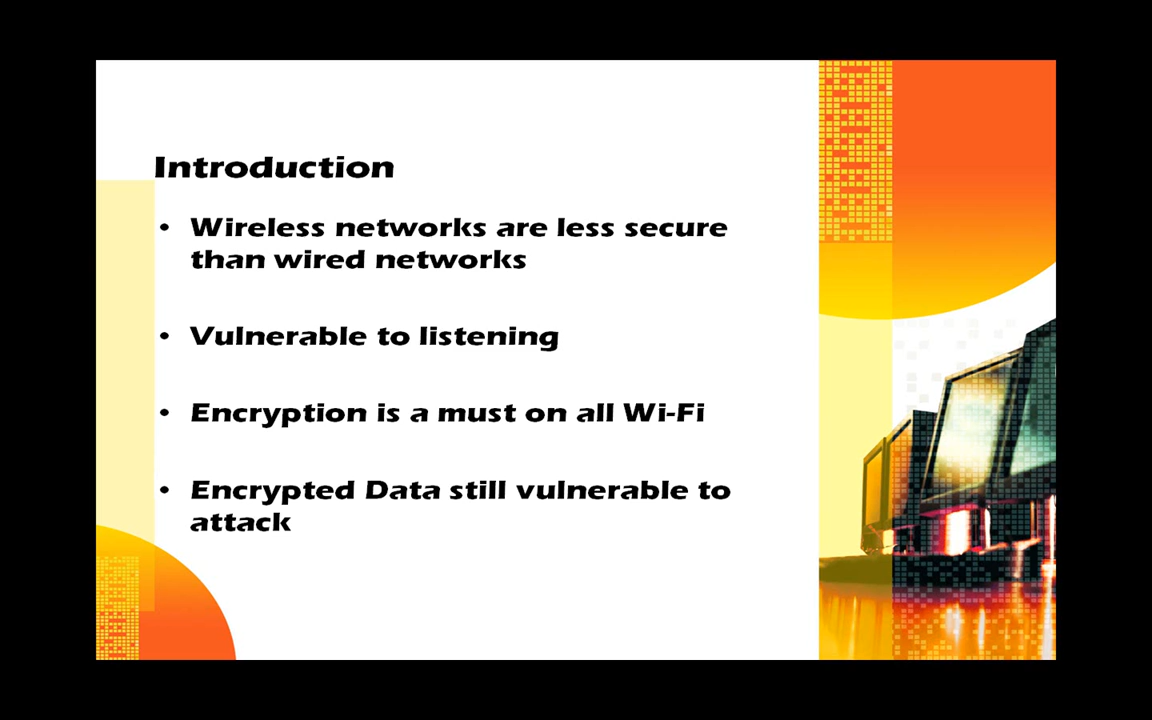 Introduction
• Wireless networks are less secure
than wired networks
• Vulnerable to listening
• Encryption is a must on all Wi-Fi
• Encrypted Data still vulnerable to
attack